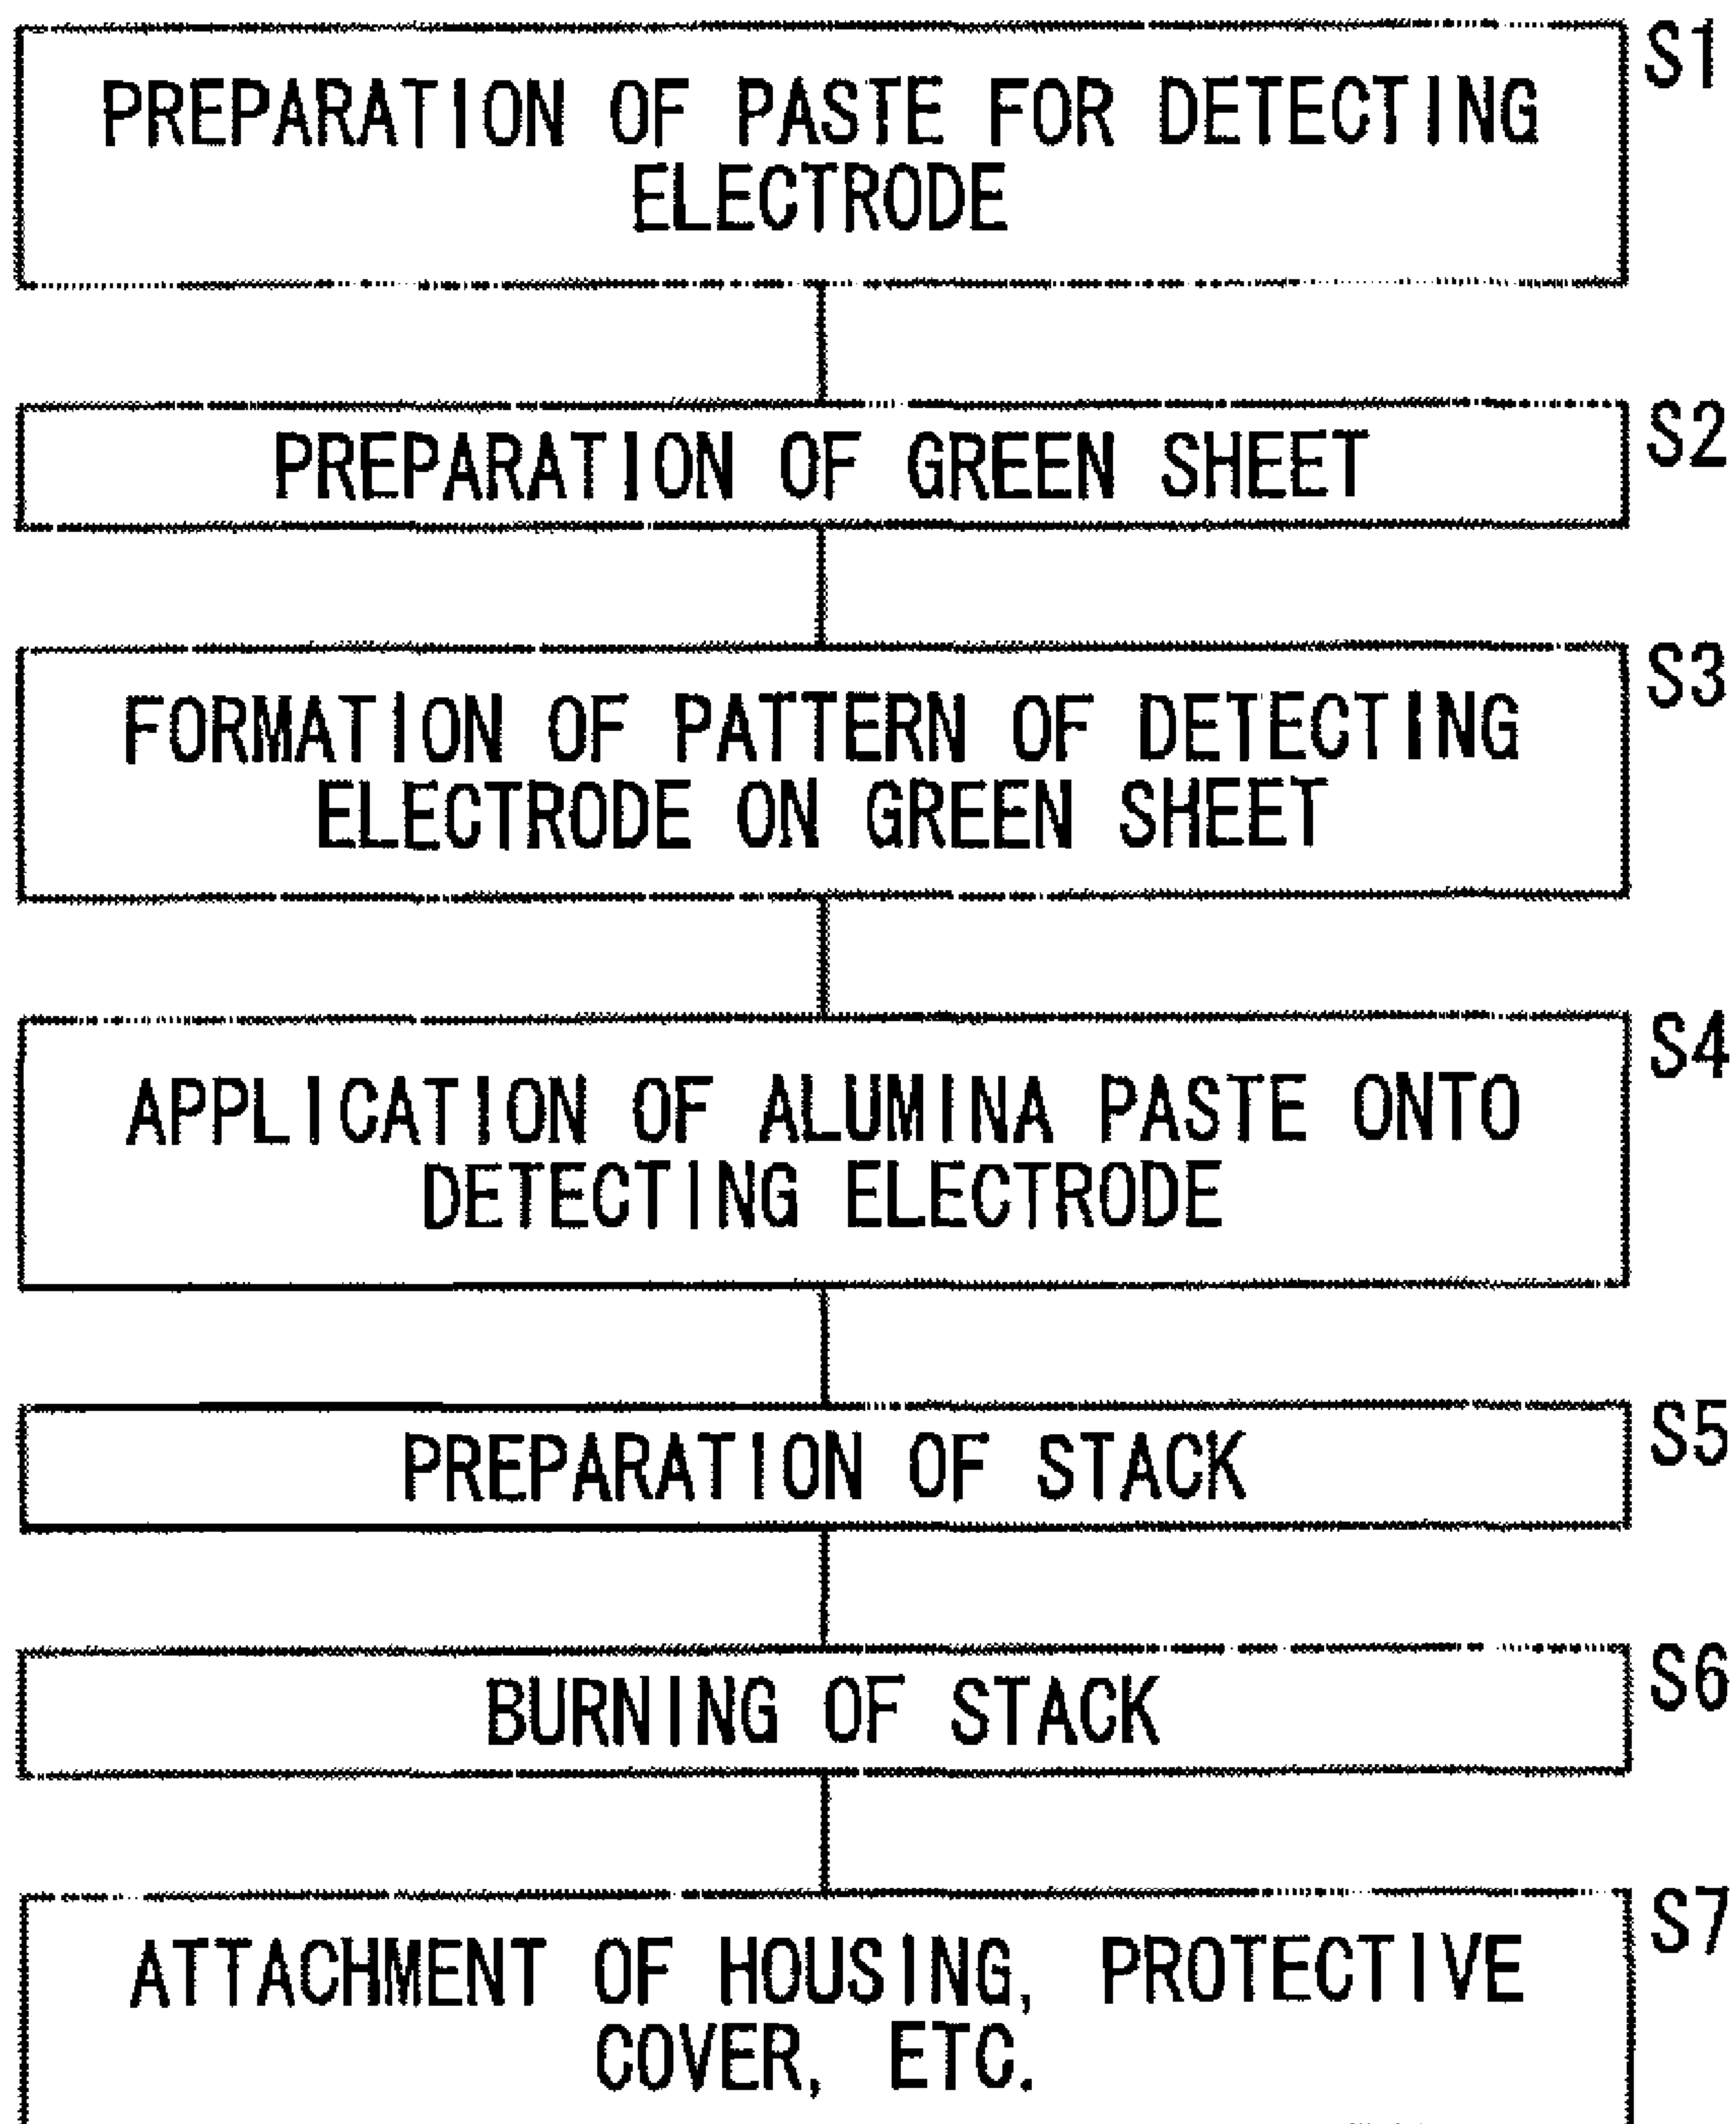 S1
PREPARATION OF PASTE FOR DETECTING
ELECTRODE
S2
PREPARATION OF GREEN SHEET
S3
FORMATION OF PATTERN OF DETECTING
ELECTRODE ON GREEN SHEET
S4
APPLICATION OF ALUMINA PASTE ONTO
DETECTING ELECTRODE
S5
PREPARATION OF STACK
S6
BURNING OF STACK
S7
ATTACHMENT OF HOUSING, PROTECTIVE
COVER, ETC.